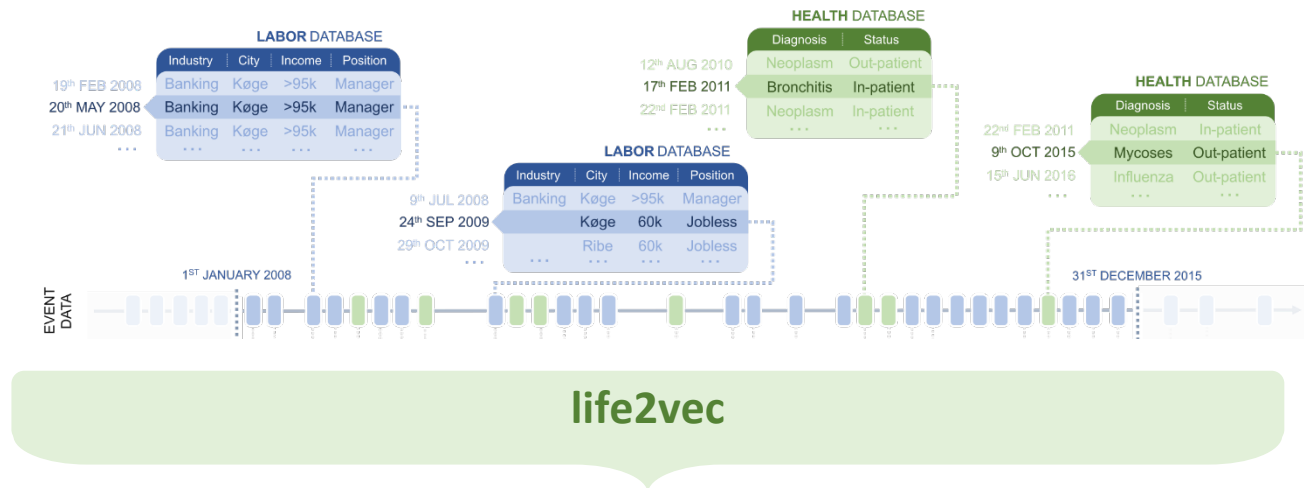 LABOR DATABASE
Industry | City | Income | Position
19th FEB 2008 Banking Køge >95k Manager
20th MAY 2008 Banking Køge >95k Manager
21th JUN 2008 Banking Køge >95k Manager
... ... ... ... ...
LABOR DATABASE
Industry | City | Income | Position
9th JUL 2008 Banking Køge >95k Manager
24th SEP 2009 Køge 60k Jobless
29th OCT 2009 Ribe 60k Jobless
... ... ... ... ...
HEALTH DATABASE
Diagnosis | Status
12th AUG 2010 Neoplasm Out-patient
17th FEB 2011 Bronchitis In-patient
22nd FEB 2011 Neoplasm In-patient
... ... ...
HEALTH DATABASE
Diagnosis | Status
22nd FEB 2011 Neoplasm In-patient
9th OCT 2015 Mycoses Out-patient
15th JUN 2016 Influenza Out-patient
... ... ...
1ST JANUARY 2008
31ST DECEMBER 2015
EVENT
DATA
life2vec